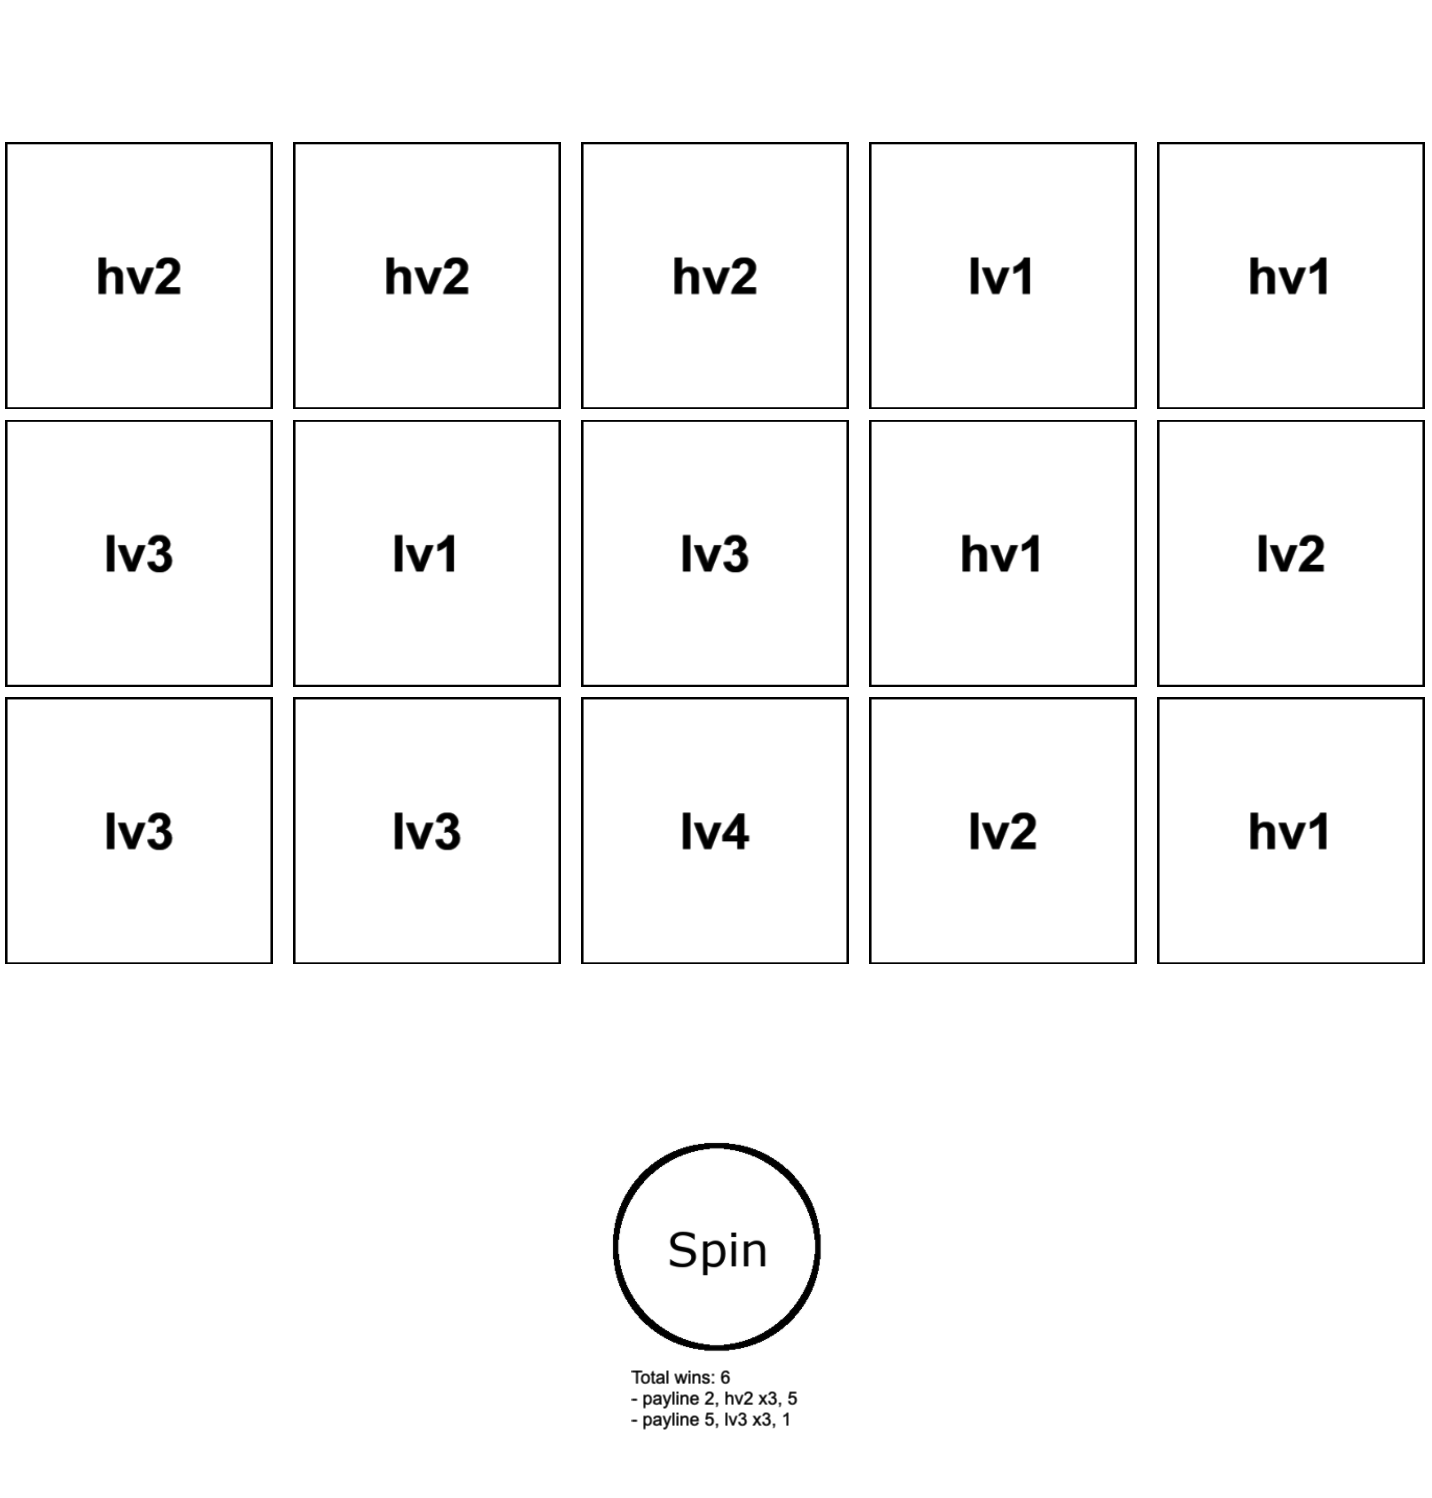 hv2 hv2 hv2 lv1 hv1
lv3 lv1 lv3 hv1 lv2
lv3 lv3 lv4 lv2 hv1
Spin
Total wins: 6
- payline 2, hv2 x3, 5
- payline 5, lv3 x3, 1